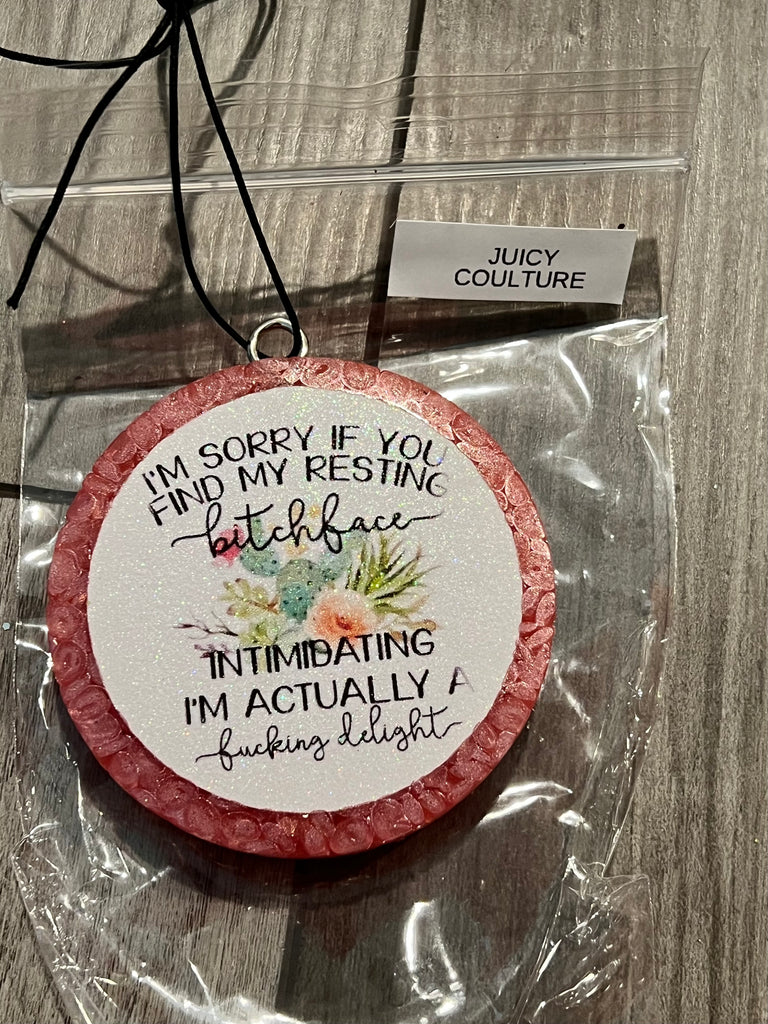 JUICY
COULTURE
I'M SORRY IF YOU
FIND MY RESTING
bitchface
INTIMIDATING
I'M ACTUALLY A
fucking delight